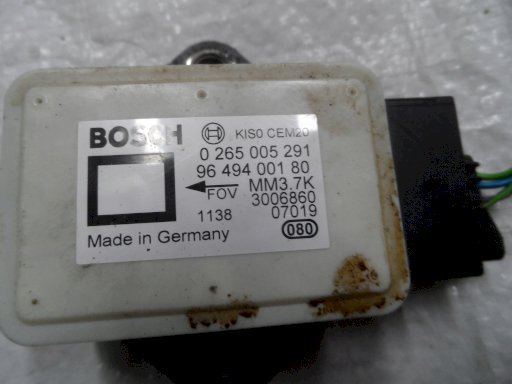 BOSCH KIS0 CEM20
0 265 005 291
96 494 001 80
MM3.7K
FOV 3006860
1138 07019
Made in Germany 080